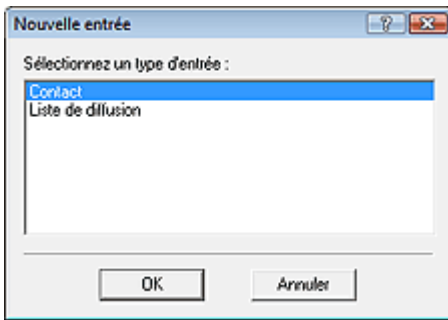 Nouvelle entrée
Sélectionnez un type d'entrée :
Contact
Liste de diffusion
OK
Annuler